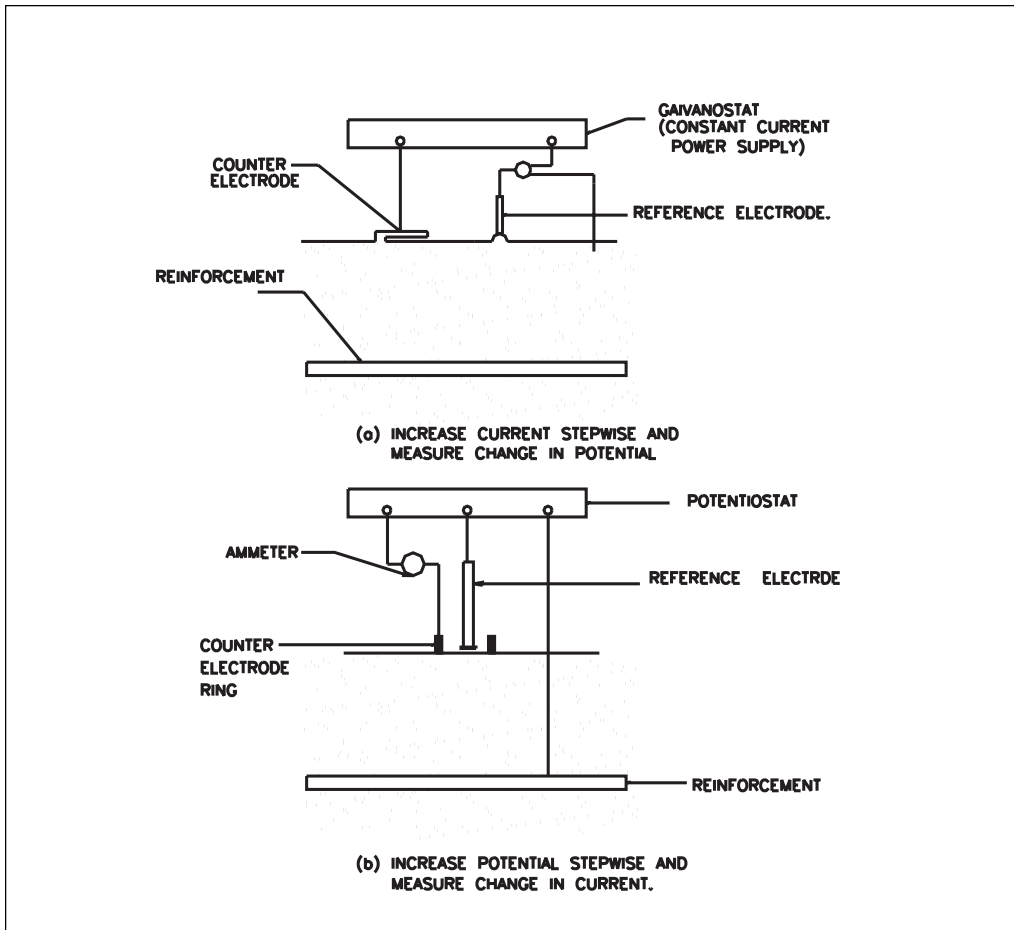 GAIVANOSTAT
(CONSTANT CURRENT
POWER SUPPLY)
COUNTER
ELECTRODE
REFERENCE ELECTRODE.
REINFORCEMENT
(a) INCREASE CURRENT STEPWISE AND
MEASURE CHANGE IN POTENTIAL
POTENTIOSTAT
AMMETER
REFERENCE ELECTRDE
COUNTER
ELECTRODE
RING
REINFORCEMENT
(b) INCREASE POTENTIAL STEPWISE AND
MEASURE CHANGE IN CURRENT.